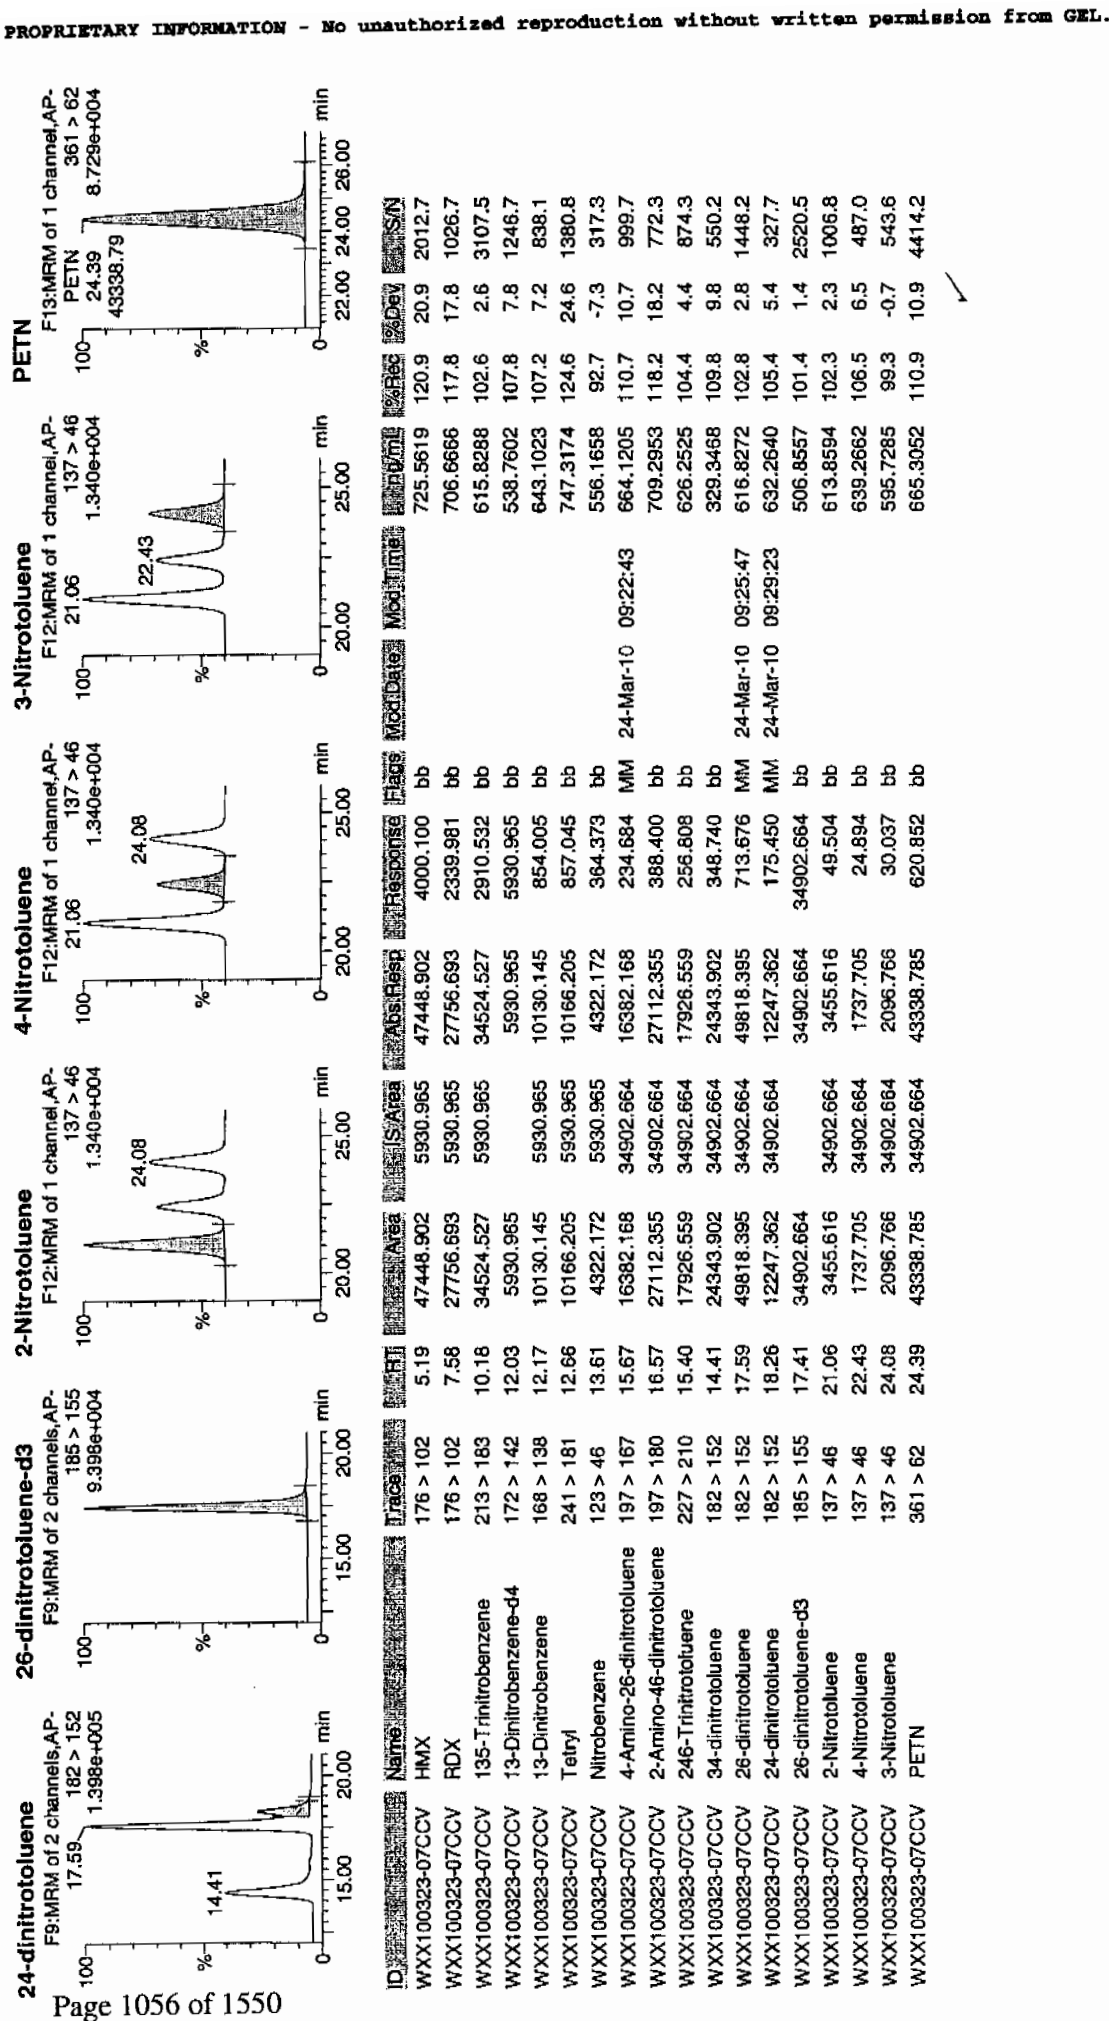 PROPRIETARY INFORMATION - No unauthorized reproduction without written permission from GEL.
24-dinitrotoluene
F9:MRM of 2 channels,AP-
182 > 152
1.398e+005
17.59
14.41
100
%
0
15.00 20.00 min
26-dinitrotoluene-d3
F9:MRM of 2 channels,AP-
185 > 155
9.398e+004
100
%
0
15.00 20.00 min
2-Nitrotoluene
F12:MRM of 1 channel,AP-
137 > 46
1.340e+004
24.08
100
%
0
20.00 25.00 min
4-Nitrotoluene
F12:MRM of 1 channel,AP-
137 > 46
1.340e+004
21.06
24.08
100
%
0
20.00 25.00 min
3-Nitrotoluene
F12:MRM of 1 channel,AP-
137 > 46
1.340e+004
21.06
22.43
100
%
0
20.00 25.00 min
PETN
F13:MRM of 1 channel,AP-
361 > 62
8.729e+004
PETN
24.39
43338.79
100
%
0
22.00 24.00 26.00 min
ID Name Trace RT Area IS Area Abs.Resp Response Flags Mod.Date Mod.Time ng/mL %Rec %Dev S/N
WXX100323-07CCV HMX 176 > 102 5.19 47448.902 5930.965 47448.902 4000.100 bb 725.5619 120.9 20.9 2012.7
WXX100323-07CCV RDX 176 > 102 7.58 27756.693 5930.965 27756.693 2339.981 bb 706.6666 117.8 17.8 1026.7
WXX100323-07CCV 135-Trinitrobenzene 213 > 183 10.18 34524.527 5930.965 34524.527 2910.532 bb 615.8288 102.6 2.6 3107.5
WXX100323-07CCV 13-Dinitrobenzene-d4 172 > 142 12.03 5930.965 5930.965 5930.965 bb 538.7602 107.8 7.8 1246.7
WXX100323-07CCV 13-Dinitrobenzene 168 > 138 12.17 10130.145 5930.965 10130.145 854.005 bb 643.1023 107.2 7.2 838.1
WXX100323-07CCV Tetryl 241 > 181 12.66 10166.205 5930.965 10166.205 857.045 bb 747.3174 124.6 24.6 1380.8
WXX100323-07CCV Nitrobenzene 123 > 46 13.61 4322.172 5930.965 4322.172 364.373 bb 556.1658 92.7 -7.3 317.3
WXX100323-07CCV 4-Amino-26-dinitrotoluene 197 > 167 15.67 16382.168 34902.664 16382.168 234.684 MM 24-Mar-10 09:22:43 664.1205 110.7 10.7 999.7
WXX100323-07CCV 2-Amino-46-dinitrotoluene 197 > 180 16.57 27112.355 34902.664 27112.355 388.400 bb 709.2953 118.2 18.2 772.3
WXX100323-07CCV 246-Trinitrotoluene 227 > 210 15.40 17926.559 34902.664 17926.559 256.808 bb 626.2525 104.4 4.4 874.3
WXX100323-07CCV 34-dinitrotoluene 182 > 152 14.41 24343.902 34902.664 24343.902 348.740 bb 329.3468 109.8 9.8 550.2
WXX100323-07CCV 26-dinitrotoluene 182 > 152 17.59 49818.395 34902.664 49818.395 713.676 MM 24-Mar-10 09:25:47 616.8272 102.8 2.8 1448.2
WXX100323-07CCV 24-dinitrotoluene 182 > 152 18.26 12247.362 34902.664 12247.362 175.450 MM 24-Mar-10 09:29:23 632.2640 105.4 5.4 327.7
WXX100323-07CCV 26-dinitrotoluene-d3 185 > 155 17.41 34902.664 34902.664 34902.664 bb 506.8557 101.4 1.4 2520.5
WXX100323-07CCV 2-Nitrotoluene 137 > 46 21.06 3455.616 34902.664 3455.616 49.504 bb 613.8594 102.3 2.3 1006.8
WXX100323-07CCV 4-Nitrotoluene 137 > 46 22.43 1737.705 34902.664 1737.705 24.894 bb 639.2662 106.5 6.5 487.0
WXX100323-07CCV 3-Nitrotoluene 137 > 46 24.08 2096.766 34902.664 2096.766 30.037 bb 595.7285 99.3 -0.7 543.6
WXX100323-07CCV PETN 361 > 62 24.39 43338.785 34902.664 43338.785 620.852 bb 665.3052 110.9 10.9 4414.2
Page 1056 of 1550